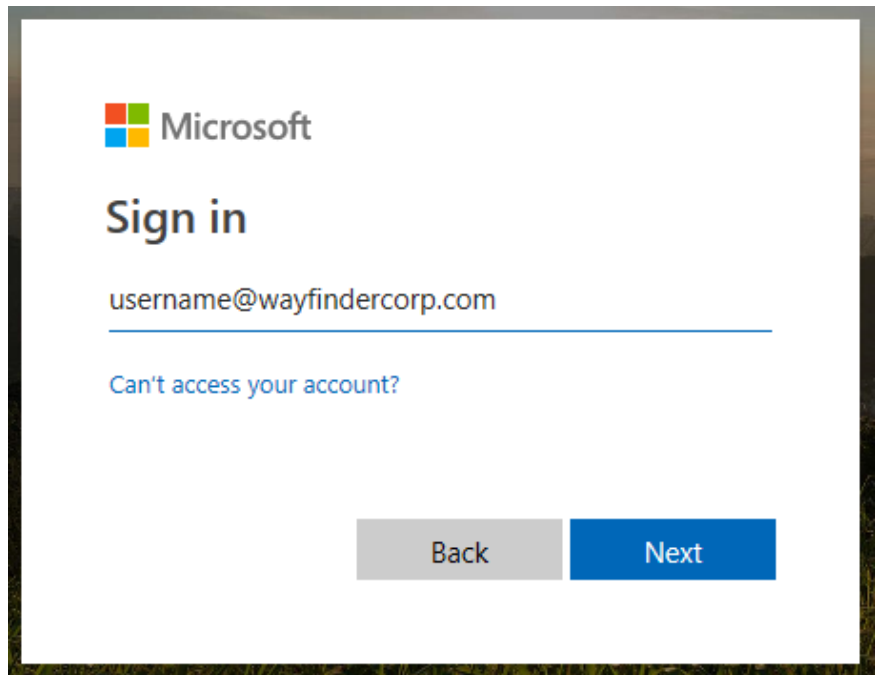 Microsoft
Sign in
username@wayfindercorp.com
Can't access your account?
Back Next